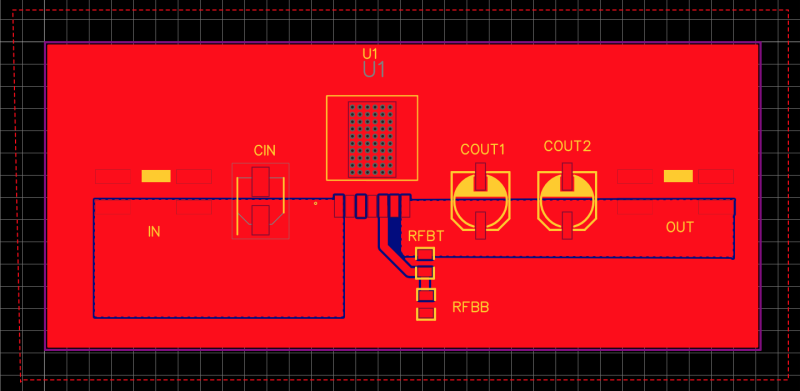 U1
U1
CIN
COUT1
COUT2
IN
RFBT
OUT
RFBB